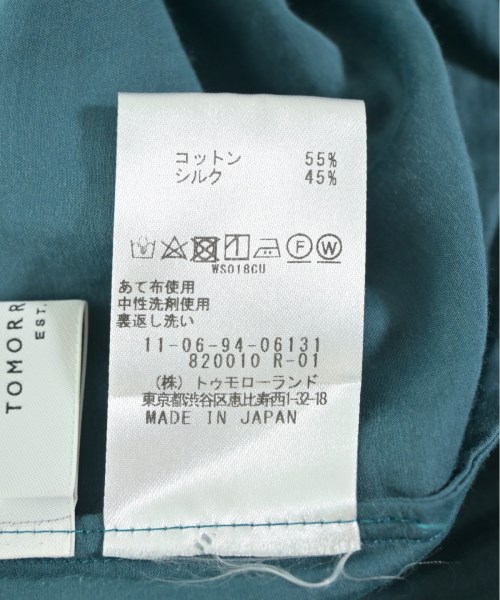 コットン 55%
シルク 45%
F W
WS018CU
あて布使用
中性洗剤使用
裏返し洗い
11-06-94-06131
820010 R-01
(株) トゥモローランド
東京都渋谷区恵比寿西1-32-18
MADE IN JAPAN
TOMORR
EST.